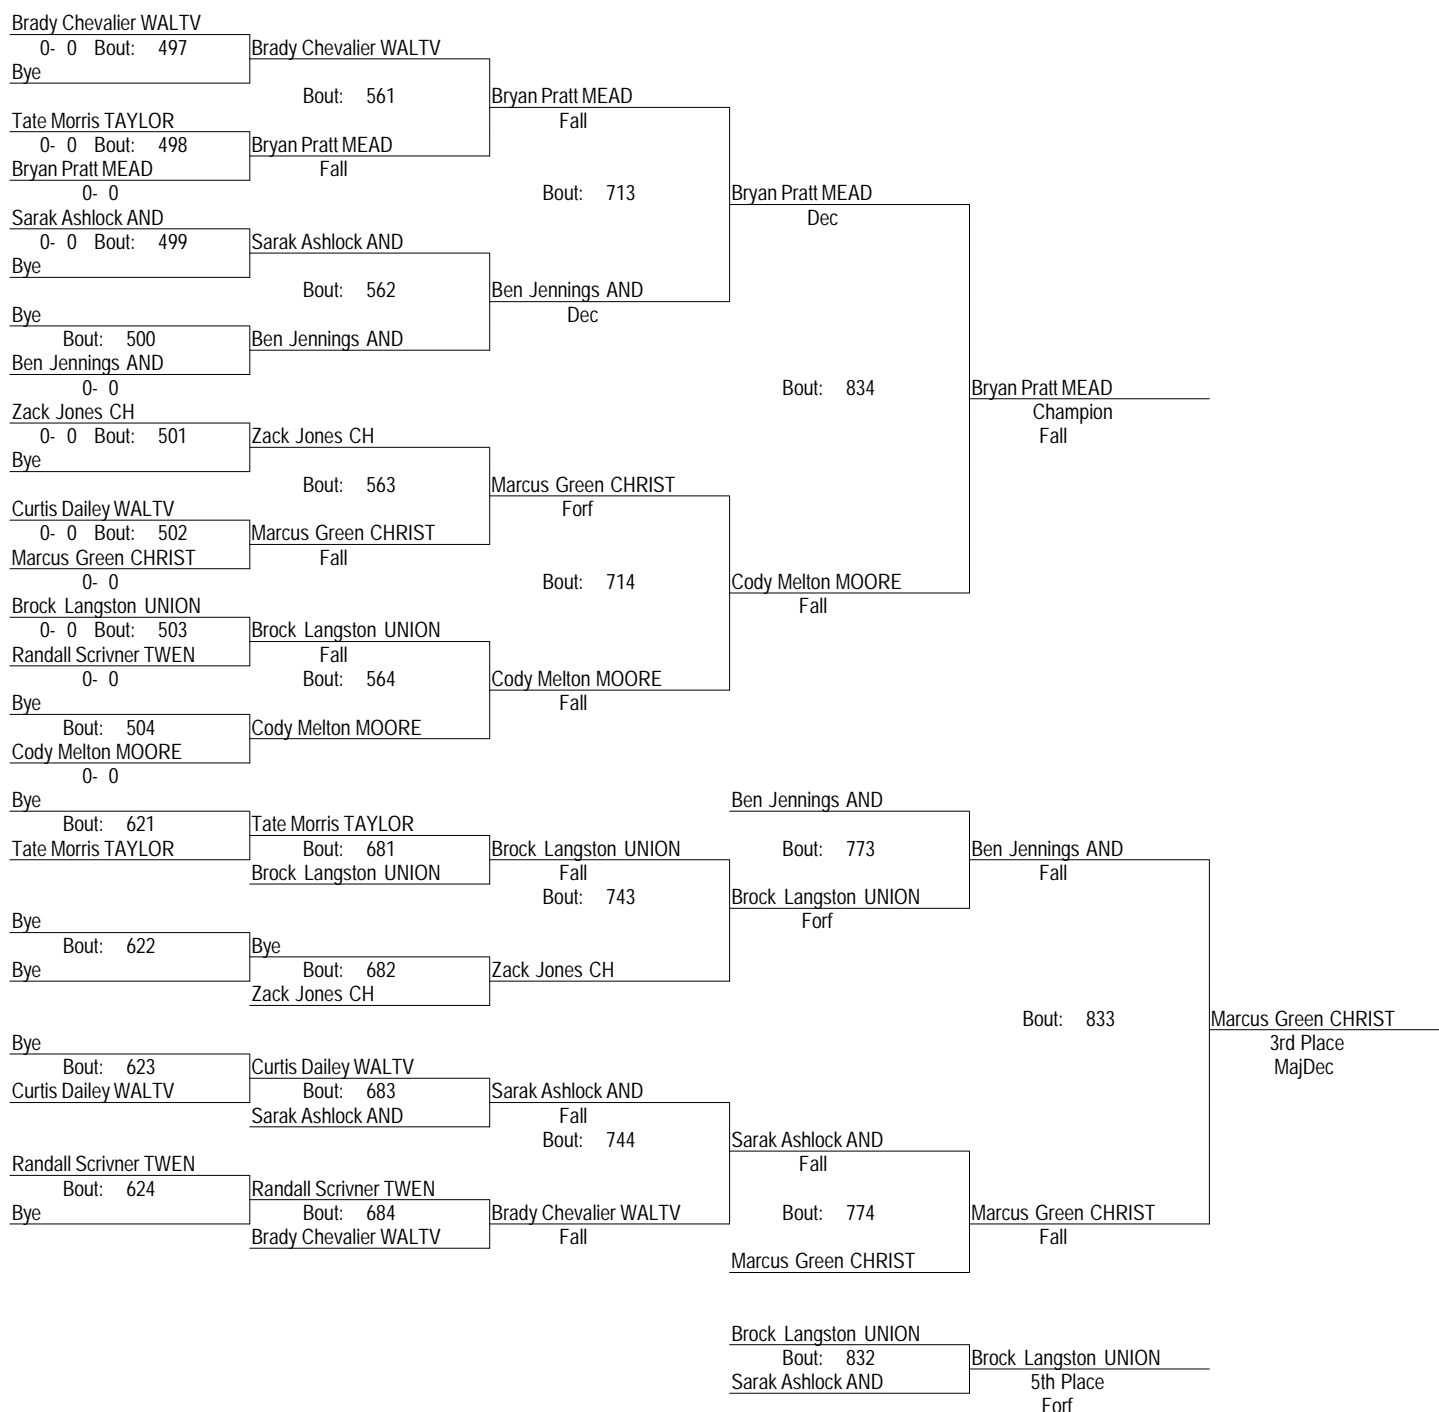 Brady Chevalier WALTV
0- 0 Bout: 497 Brady Chevalier WALTV
Bye
Bout: 561 Bryan Pratt MEAD
Tate Morris TAYLOR Fall
0- 0 Bout: 498 Bryan Pratt MEAD
Bryan Pratt MEAD Fall
0- 0 Bout: 713 Bryan Pratt MEAD
Sarak Ashlock AND Dec
0- 0 Bout: 499 Sarak Ashlock AND
Bye
Bout: 562 Ben Jennings AND
Bye Dec
Bout: 500 Ben Jennings AND
Ben Jennings AND
0- 0 Bout: 834 Bryan Pratt MEAD
Zack Jones CH Champion
0- 0 Bout: 501 Zack Jones CH Fall
Bye
Bout: 563 Marcus Green CHRIST
Curtis Dailey WALTV Forf
0- 0 Bout: 502 Marcus Green CHRIST
Marcus Green CHRIST Fall
0- 0 Bout: 714 Cody Melton MOORE
Brock Langston UNION Fall
0- 0 Bout: 503 Brock Langston UNION
Randall Scrivner TWEN Fall
0- 0 Bout: 564 Cody Melton MOORE
Bye Fall
Bout: 504 Cody Melton MOORE
Cody Melton MOORE
0- 0
Bye Ben Jennings AND
Bout: 621 Tate Morris TAYLOR
Tate Morris TAYLOR Bout: 681 Brock Langston UNION Bout: 773 Ben Jennings AND
Brock Langston UNION Fall Fall
Bout: 743 Brock Langston UNION
Bye Forf
Bout: 622 Bye
Bye Bout: 682 Zack Jones CH
Zack Jones CH
Bout: 833 Marcus Green CHRIST
Bye 3rd Place
Bout: 623 Curtis Dailey WALTV MajDec
Curtis Dailey WALTV Bout: 683 Sarak Ashlock AND
Sarak Ashlock AND Fall
Bout: 744 Sarak Ashlock AND
Randall Scrivner TWEN Fall
Bout: 624 Randall Scrivner TWEN
Bye Bout: 684 Brady Chevalier WALTV Bout: 774 Marcus Green CHRIST
Brady Chevalier WALTV Fall Fall
Marcus Green CHRIST
Brock Langston UNION
Bout: 832 Brock Langston UNION
Sarak Ashlock AND 5th Place
Forf